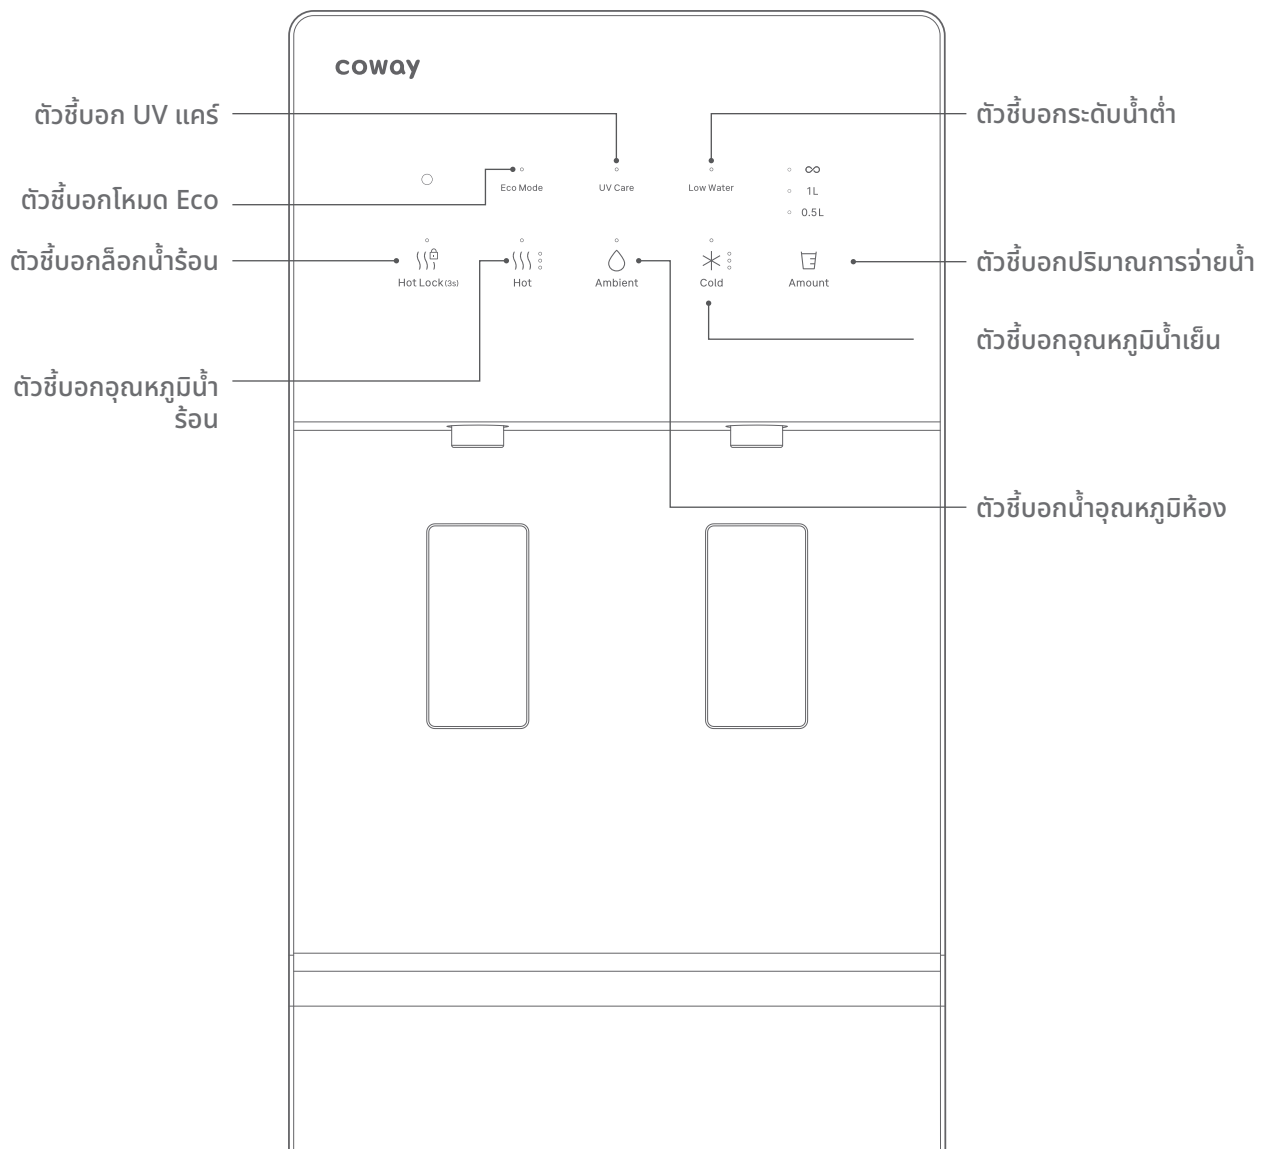 coway
ตัวชี้บอก UV แคร์
ตัวชี้บอกระดับน้ำต่ำ
ตัวชี้บอกโหมด Eco
Eco Mode
UV Care
Low Water
∞
1L
0.5L
ตัวชี้บอกล็อกน้ำร้อน
Hot Lock(3s)
Hot
Ambient
Cold
Amount
ตัวชี้บอกปริมาณการจ่ายน้ำ
ตัวชี้บอกอุณหภูมิน้ำเย็น
ตัวชี้บอกอุณหภูมิน้ำ
ร้อน
ตัวชี้บอกน้ำอุณหภูมิห้อง